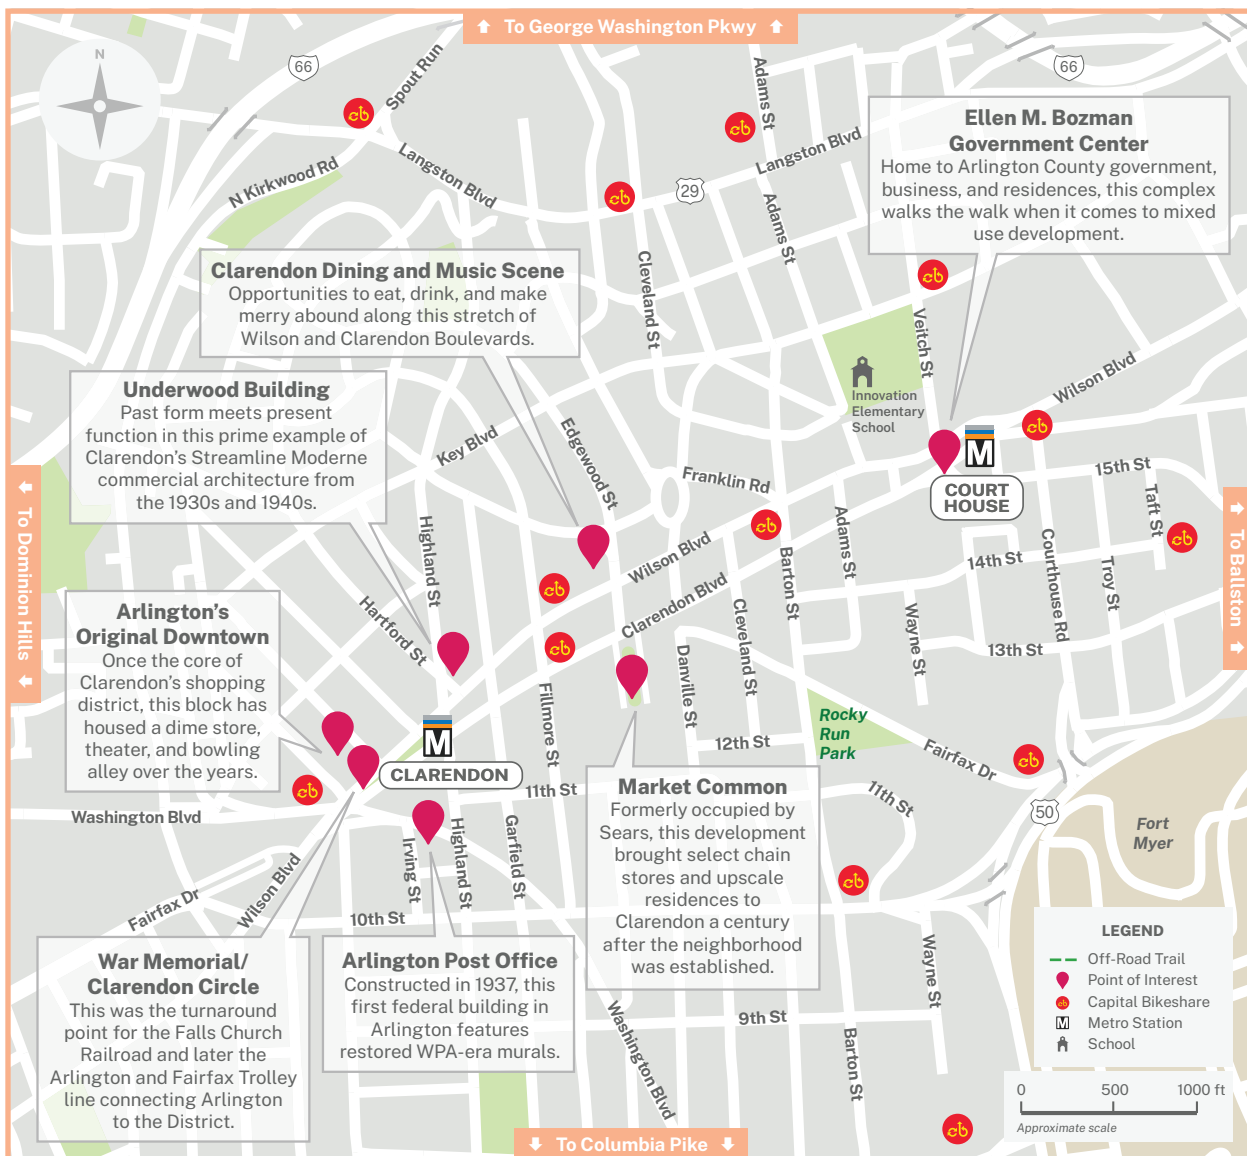 To George Washington Pkwy
N
66
66
Spout Run
Adams St
Ellen M. Bozman
Government Center
Home to Arlington County government,
business, and residences, this complex
walks the walk when it comes to mixed
use development.
Langston Blvd
N Kirkwood Rd
Langston Blvd
29
Adams St
Clarendon Dining and Music Scene
Opportunities to eat, drink, and make
merry abound along this stretch of
Wilson and Clarendon Boulevards.
Cleveland St
Veitch St
Wilson Blvd
Underwood Building
Past form meets present
function in this prime example of
Clarendon's Streamline Moderne
commercial architecture from
the 1930s and 1940s.
Innovation
Elementary
School
Key Blvd
Edgewood St
Franklin Rd
M
COURT
HOUSE
15th St
Taft St
To Dominion Hills
To Ballston
Highland St
Wilson Blvd
Adams St
Barton St
14th St
Courthouse Rd
Troy St
Arlington's
Original Downtown
Once the core of
Clarendon's shopping
district, this block has
housed a dime store,
theater, and bowling
alley over the years.
Hartford St
Clarendon Blvd
Cleveland St
Wayne St
13th St
Danville St
Fillmore St
Rocky
Run
Park
12th St
Fairfax Dr
M
CLARENDON
11th St
Market Common
Formerly occupied by
Sears, this development
brought select chain
stores and upscale
residences to
Clarendon a century
after the neighborhood
was established.
11th St
50
Fort
Myer
Washington Blvd
Irving St
Highland St
Garfield St
Fairfax Dr
Wilson Blvd
10th St
War Memorial/
Clarendon Circle
This was the turnaround
point for the Falls Church
Railroad and later the
Arlington and Fairfax Trolley
line connecting Arlington
to the District.
Arlington Post Office
Constructed in 1937, this
first federal building in
Arlington features
restored WPA-era murals.
Washington Blvd
9th St
Barton St
Wayne St
LEGEND
Off-Road Trail
Point of Interest
Capital Bikeshare
M Metro Station
School
0 500 1000 ft
Approximate scale
To Columbia Pike